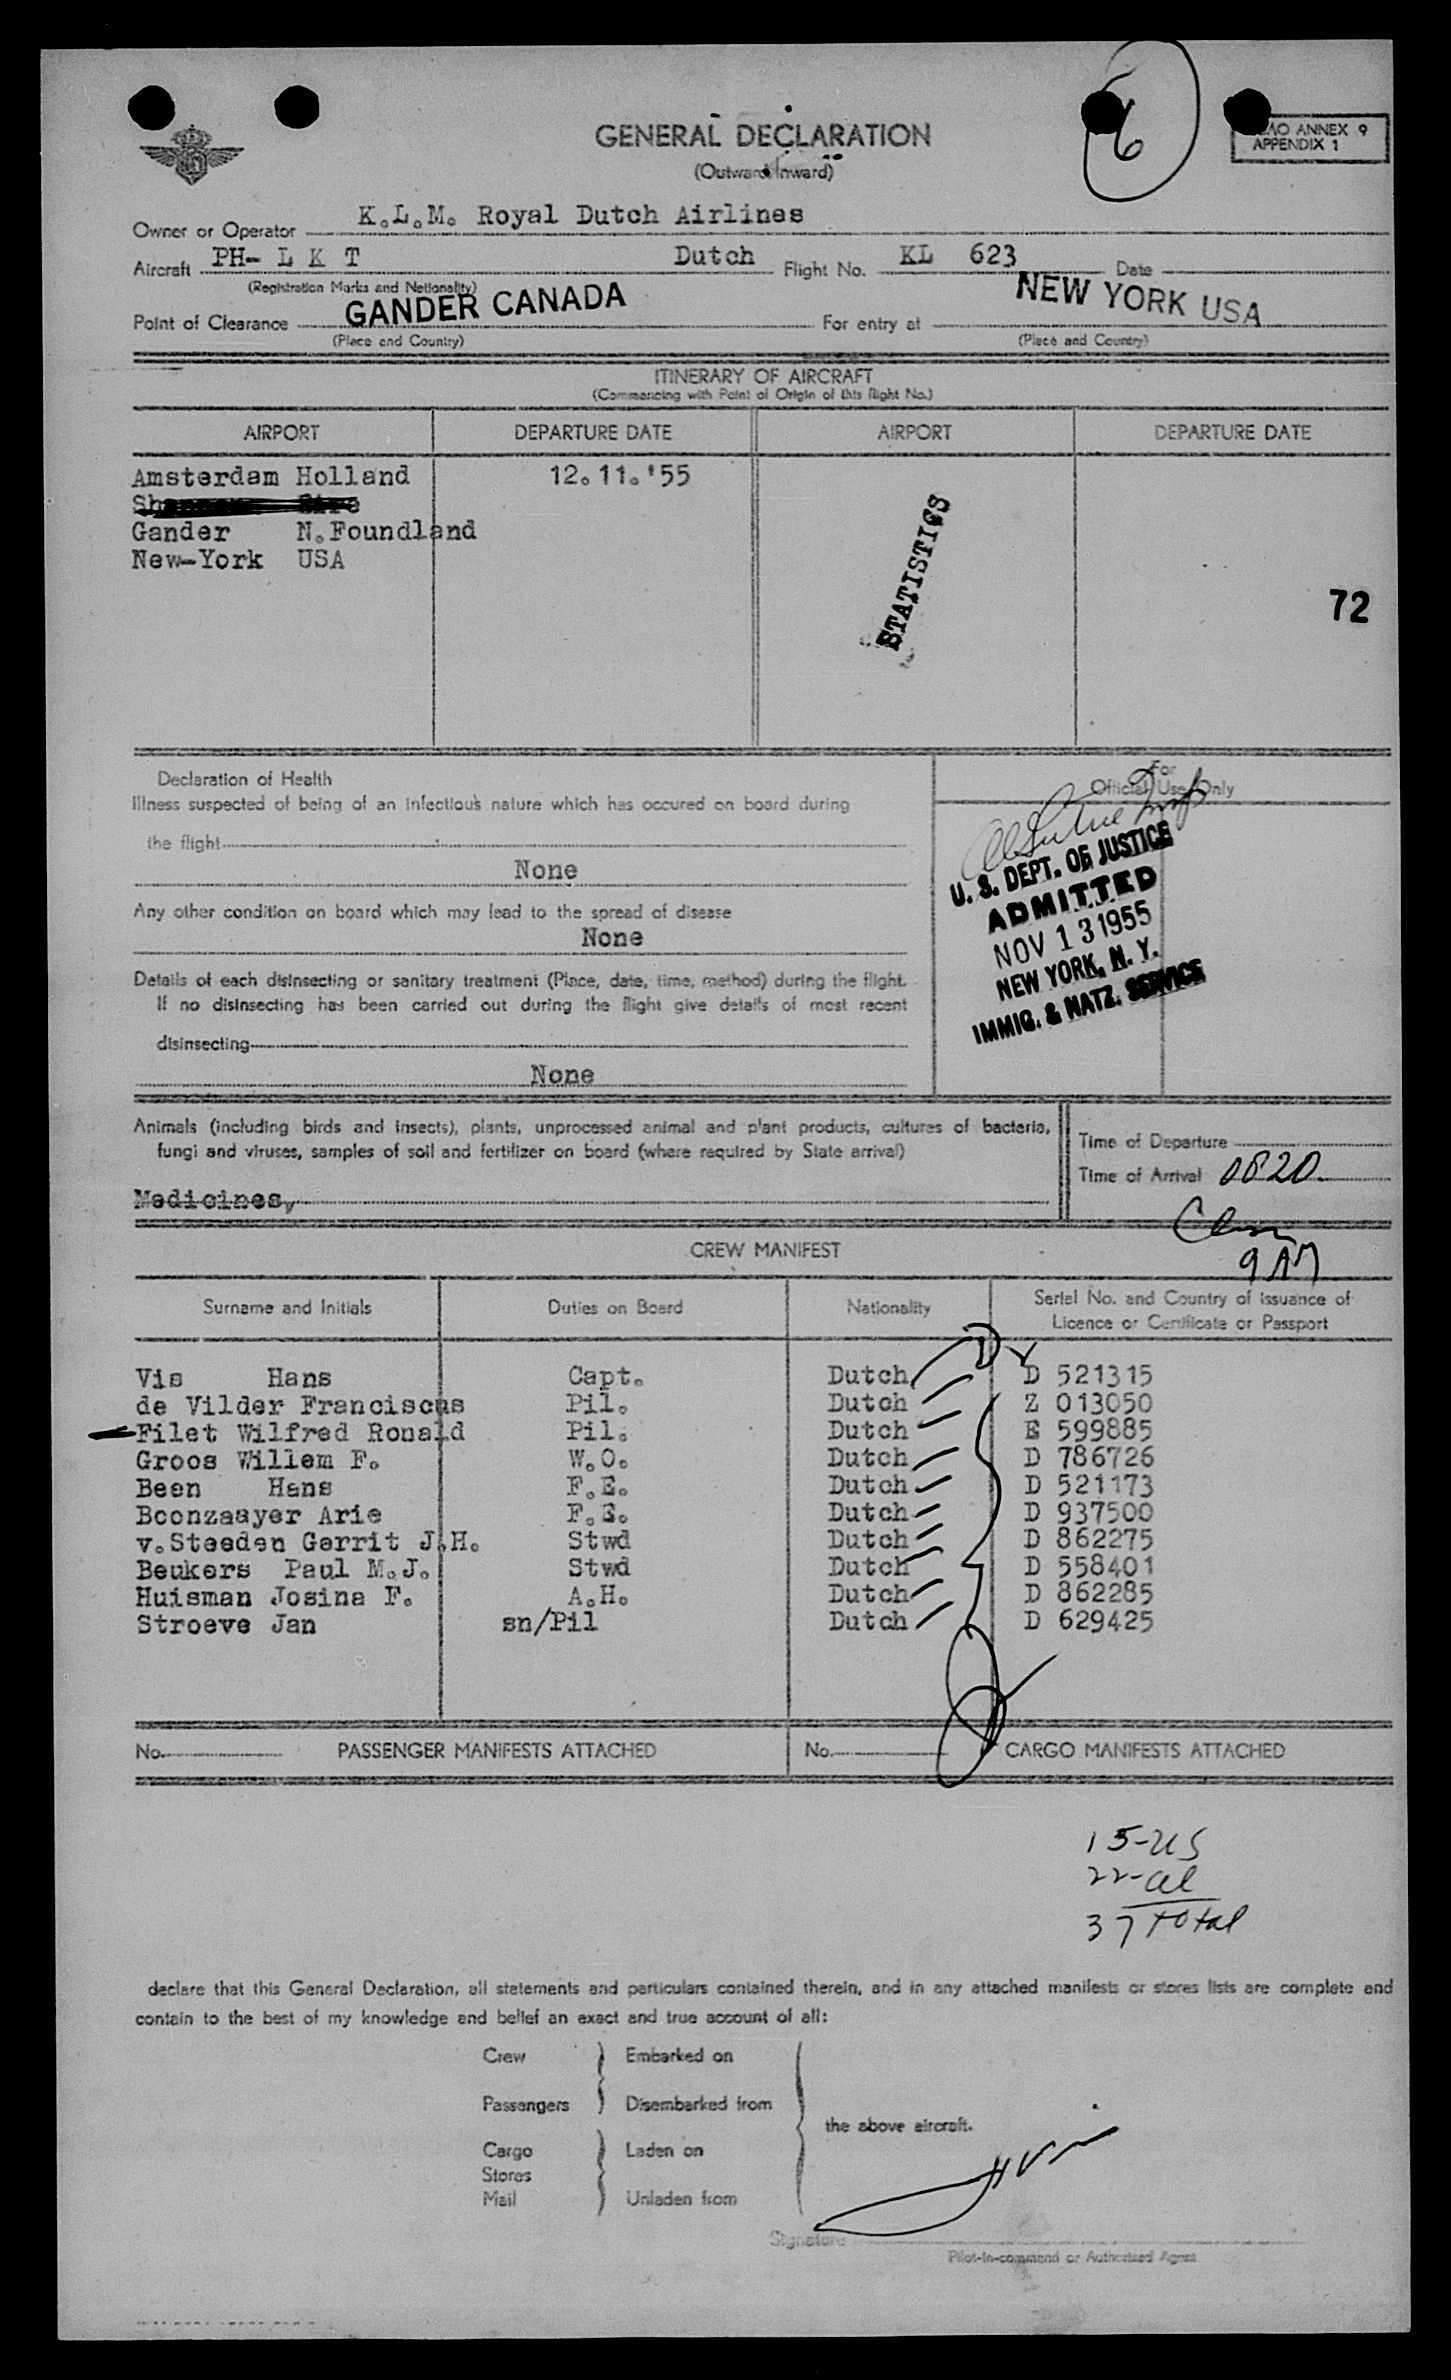 6
GENERAL DECLARATION
(Outward/Inward)
ANNEX 9
APPENDIX 1
Owner or Operator K.L.M. Royal Dutch Airlines
Aircraft PH- L K T Dutch Flight No. KL 623 Date
(Registration Marks and Nationality)
Point of Clearance GANDER CANADA For entry at NEW YORK USA
(Place and Country) (Place and Country)
ITINERARY OF AIRCRAFT
(Commencing with Point of Origin of this flight No.)
AIRPORT DEPARTURE DATE AIRPORT DEPARTURE DATE
Amsterdam Holland 12.11.'55
Gander N.Foundland
New-York USA
STATISTICS
72
Declaration of Health
Illness suspected of being of an infectious nature which has occured on board during
the flight
None
Any other condition on board which may lead to the spread of disease
None
Details of each disinsecting or sanitary treatment (Place, date, time, method) during the flight.
If no disinsecting has been carried out during the flight give details of most recent
disinsecting
None
For
Official Use Only
U. S. DEPT. OF JUSTICE
ADMITTED
NOV 13 1955
NEW YORK, N. Y.
IMMIG. & NATZ. SERVICE
Animals (including birds and insects), plants, unprocessed animal and plant products, cultures of bacteria,
fungi and viruses, samples of soil and fertilizer on board (where required by State arrival)
Medicines,
Time of Departure
Time of Arrival 0820
9 AM
CREW MANIFEST
Surname and Initials Duties on Board Nationality Serial No. and Country of issuance of
Licence or Certificate or Passport
Vis Hans Capt. Dutch D 521315
de Vilder Franciscus Pil. Dutch Z 013050
Filet Wilfred Ronald Pil. Dutch E 599885
Groos Willem F. W.O. Dutch D 786726
Been Hans F.E. Dutch D 521173
Boonzaayer Arie F.E. Dutch D 937500
v.Steeden Gerrit J.H. Stwd Dutch D 862275
Beukers Paul M.J. Stwd Dutch D 558401
Huisman Josina F. A.H. Dutch D 862285
Stroeve Jan sn/Pil Dutch D 629425
No. PASSENGER MANIFESTS ATTACHED No. CARGO MANIFESTS ATTACHED
15-US
22-al
37 total
declare that this General Declaration, all statements and particulars contained therein, and in any attached manifests or stores lists are complete and
contain to the best of my knowledge and belief an exact and true account of all:
Crew Embarked on
Passengers Disembarked from
the above aircraft.
Cargo Laden on
Stores
Mail Unladen from
Signature
Pilot-in-command or Authorised Agent